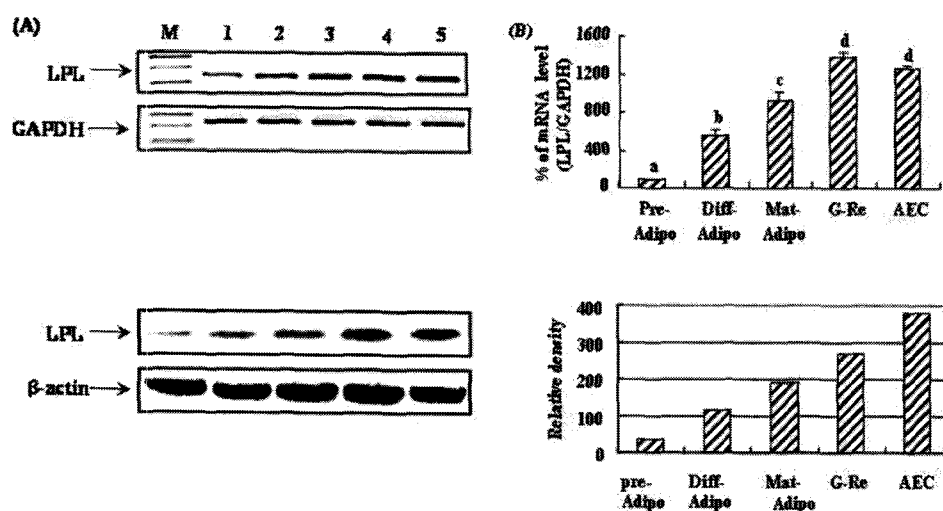 (A)
M 1 2 3 4 5
LPL
GAPDH
LPL
β-actin
(B)
% of mRNA level
(LPL/GAPDH)
1600
1200
800
400
0
a
b
c
d
d
Pre-
Adipo
Diff-
Adipo
Mat-
Adipo
G-Re
AEC
Relative density
400
300
200
100
0
pre-
Adipo
Diff-
Adipo
Mat-
Adipo
G-Re
AEC